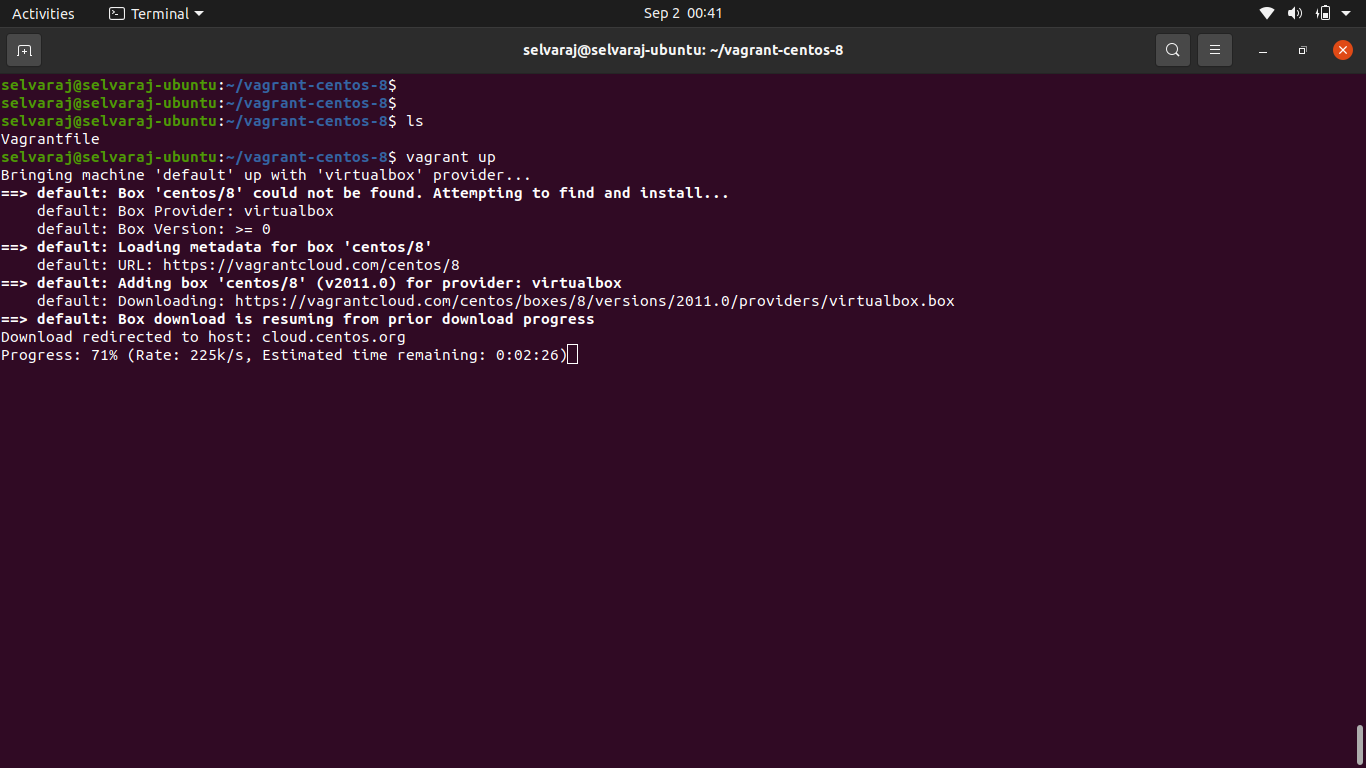 Activities Terminal Sep 2 00:41
selvaraj@selvaraj-ubuntu: ~/vagrant-centos-8
selvaraj@selvaraj-ubuntu:~/vagrant-centos-8$
selvaraj@selvaraj-ubuntu:~/vagrant-centos-8$
selvaraj@selvaraj-ubuntu:~/vagrant-centos-8$ ls
Vagrantfile
selvaraj@selvaraj-ubuntu:~/vagrant-centos-8$ vagrant up
Bringing machine 'default' up with 'virtualbox' provider...
==> default: Box 'centos/8' could not be found. Attempting to find and install...
    default: Box Provider: virtualbox
    default: Box Version: >= 0
==> default: Loading metadata for box 'centos/8'
    default: URL: https://vagrantcloud.com/centos/8
==> default: Adding box 'centos/8' (v2011.0) for provider: virtualbox
    default: Downloading: https://vagrantcloud.com/centos/boxes/8/versions/2011.0/providers/virtualbox.box
==> default: Box download is resuming from prior download progress
Download redirected to host: cloud.centos.org
Progress: 71% (Rate: 225k/s, Estimated time remaining: 0:02:26)